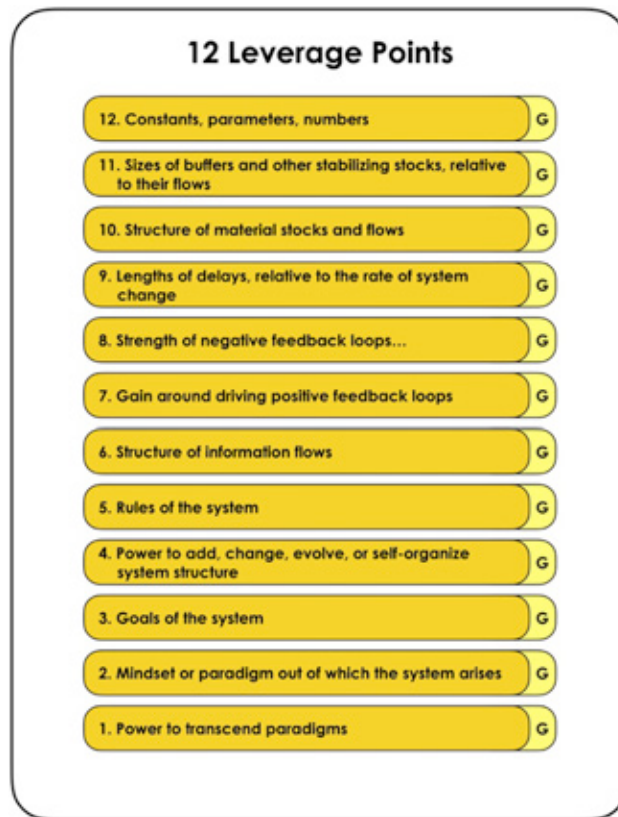 12 Leverage Points
12. Constants, parameters, numbers
G
11. Sizes of buffers and other stabilizing stocks, relative
to their flows
G
10. Structure of material stocks and flows
G
9. Lengths of delays, relative to the rate of system
change
G
8. Strength of negative feedback loops...
G
7. Gain around driving positive feedback loops
G
6. Structure of information flows
G
5. Rules of the system
G
4. Power to add, change, evolve, or self-organize
system structure
G
3. Goals of the system
G
2. Mindset or paradigm out of which the system arises
G
1. Power to transcend paradigms
G